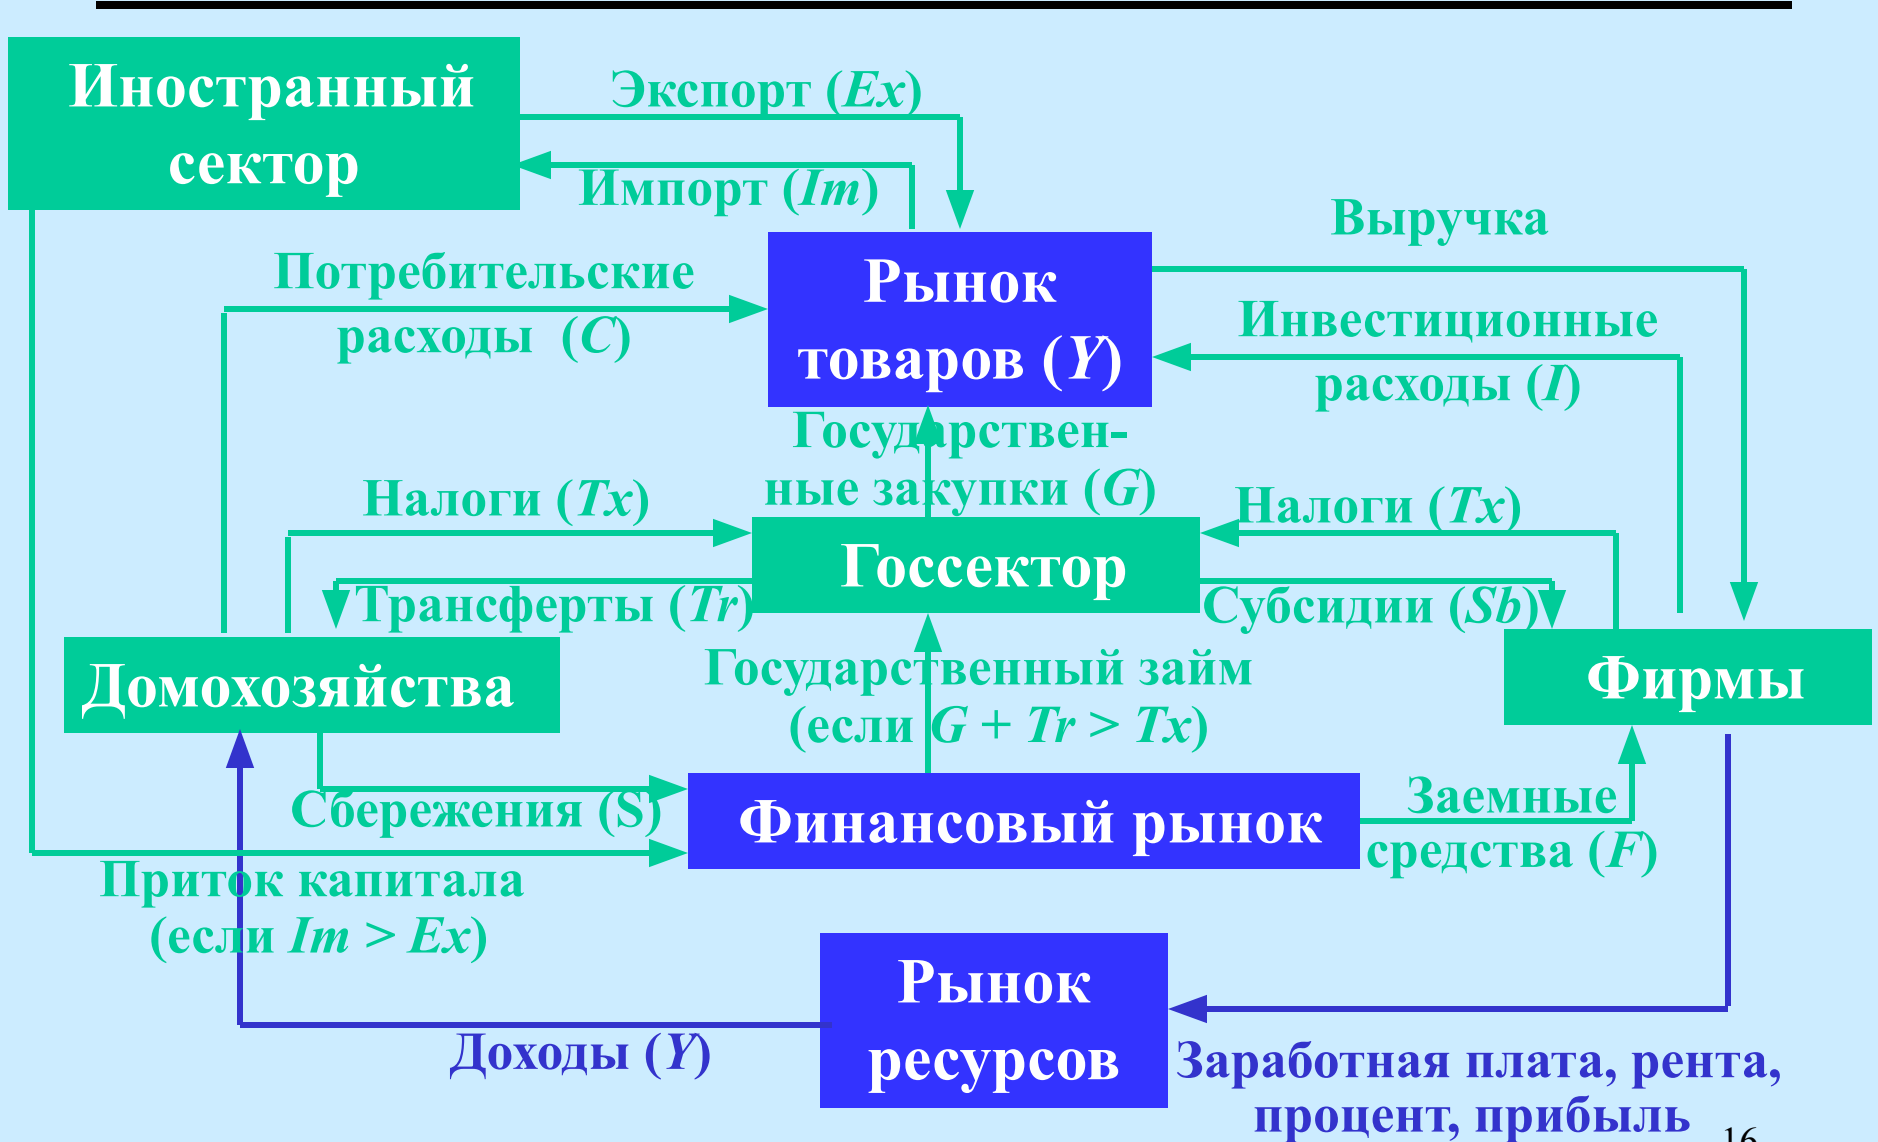 Иностранный
сектор
Экспорт (Ex)
Импорт (Im)
Выручка
Потребительские
расходы (C)
Рынок
товаров (Y)
Инвестиционные
расходы (I)
Государствен-
ные закупки (G)
Налоги (Tx)
Налоги (Tx)
Госсектор
Трансферты (Tr)
Субсидии (Sb)
Домохозяйства
Государственный займ
(если G + Tr > Tx)
Фирмы
Сбережения (S)
Финансовый рынок
Заемные
средства (F)
Приток капитала
(если Im > Ex)
Рынок
ресурсов
Доходы (Y)
Заработная плата, рента,
процент, прибыль
16